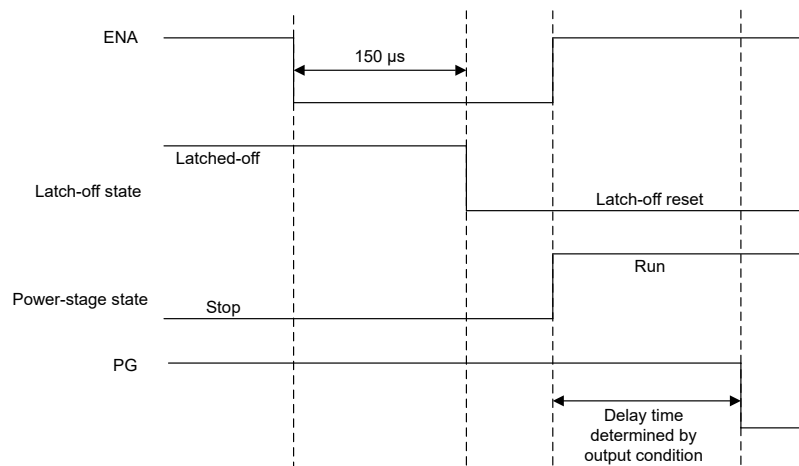 ENA
150 µs
Latched-off
Latch-off state
Latch-off reset
Run
Power-stage state
Stop
PG
Delay time
determined by
output condition